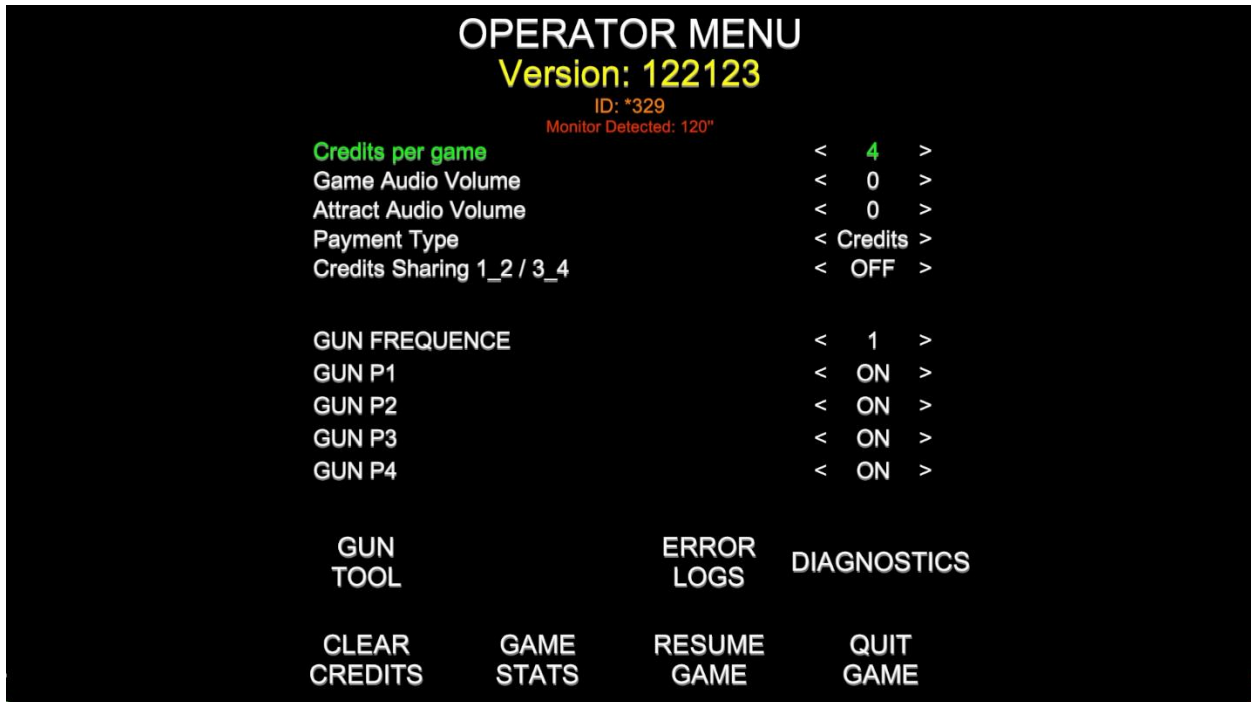 OPERATOR MENU
Version: 122123
ID: *329
Monitor Detected: 120"
Credits per game < 4 >
Game Audio Volume < 0 >
Attract Audio Volume < 0 >
Payment Type < Credits >
Credits Sharing 1_2 / 3_4 < OFF >
GUN FREQUENCE < 1 >
GUN P1 < ON >
GUN P2 < ON >
GUN P3 < ON >
GUN P4 < ON >
GUN
TOOL
ERROR
LOGS
DIAGNOSTICS
CLEAR
CREDITS
GAME
STATS
RESUME
GAME
QUIT
GAME